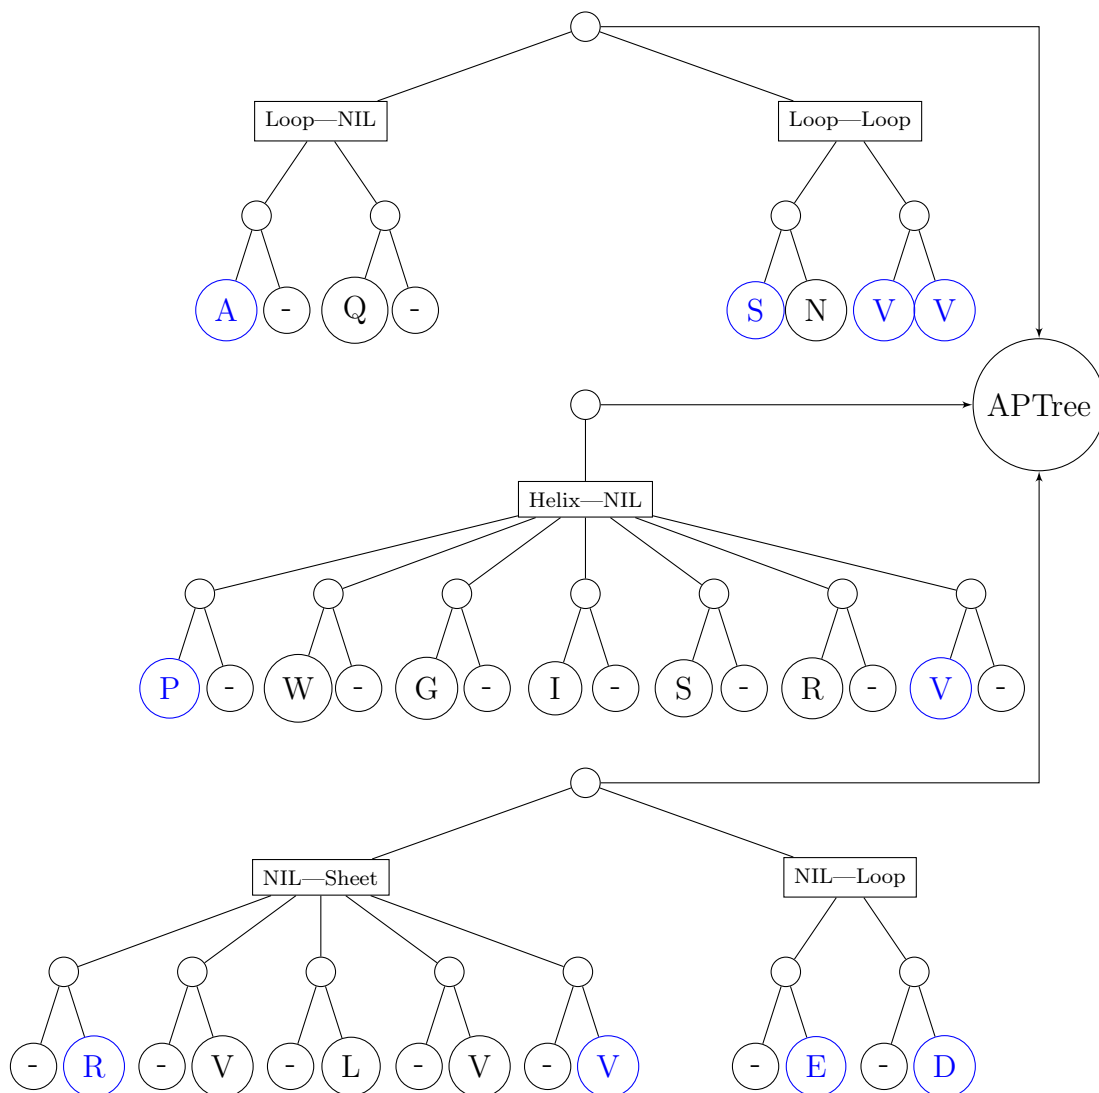 Loop—NIL Loop—Loop
A - Q - S N V V
APTree
Helix—NIL
P - W - G - I - S - R - V -
NIL—Sheet NIL—Loop
- R - V - L - V - V - E - D